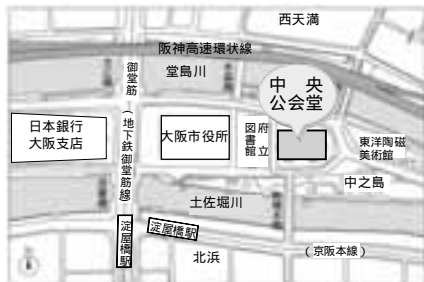 西天満
阪神高速環状線
御堂筋
堂島川
中央
公会堂
日本銀行
大阪支店
(地下鉄御堂筋線)
大阪市役所
府立
図書館
東洋陶磁
美術館
中之島
土佐堀川
淀屋橋駅
淀屋橋駅
北浜
(京阪本線)